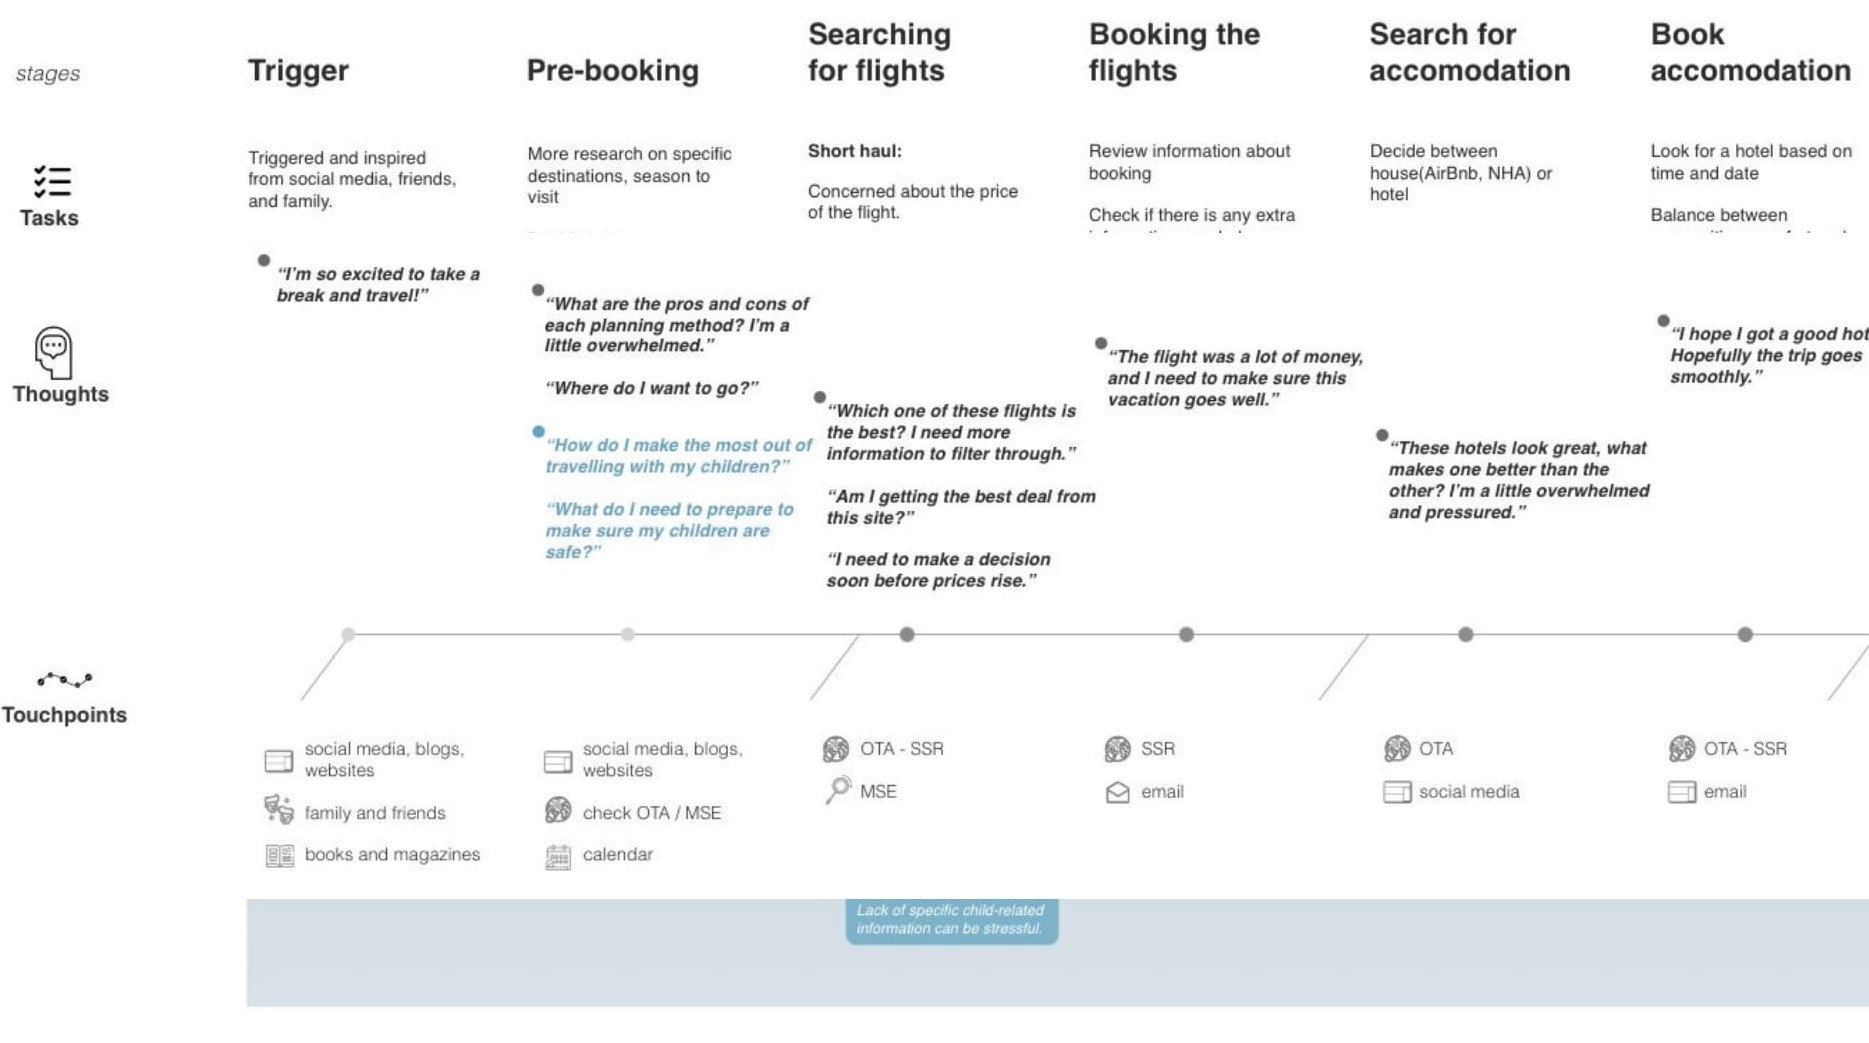 stages
Trigger
Pre-booking
Searching
for flights
Booking the
flights
Search for
accomodation
Book
accomodation
Tasks
Triggered and inspired
from social media, friends,
and family.
More research on specific
destinations, season to
visit
Short haul:
Concerned about the price
of the flight.
Review information about
booking
Check if there is any extra
Decide between
house(AirBnb, NHA) or
hotel
Look for a hotel based on
time and date
Balance between
Thoughts
“I’m so excited to take a
break and travel!”
“What are the pros and cons of
each planning method? I’m a
little overwhelmed.”
“Where do I want to go?”
“How do I make the most out of
travelling with my children?”
“What do I need to prepare to
make sure my children are
safe?”
“Which one of these flights is
the best? I need more
information to filter through.”
“Am I getting the best deal from
this site?”
“I need to make a decision
soon before prices rise.”
“The flight was a lot of money,
and I need to make sure this
vacation goes well.”
“These hotels look great, what
makes one better than the
other? I’m a little overwhelmed
and pressured.”
“I hope I got a good hot
Hopefully the trip goes
smoothly.”
Touchpoints
social media, blogs,
websites
family and friends
books and magazines
social media, blogs,
websites
check OTA / MSE
calendar
OTA - SSR
MSE
SSR
email
OTA
social media
OTA - SSR
email
Lack of specific child-related
information can be stressful.